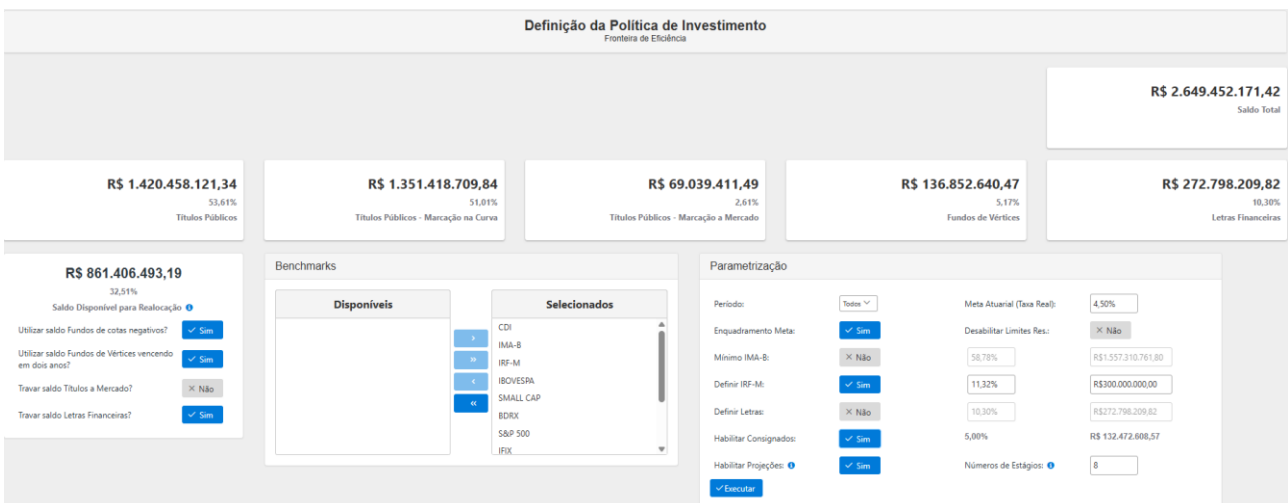 Definição da Política de Investimento
Fronteira de Eficiência
R$ 2.649.452.171,42
Saldo Total
R$ 1.420.458.121,34
53,61%
Títulos Públicos
R$ 1.351.418.709,84
51,01%
Títulos Públicos - Marcação na Curva
R$ 69.039.411,49
2,61%
Títulos Públicos - Marcação a Mercado
R$ 136.852.640,47
5,17%
Fundos de Vértices
R$ 272.798.209,82
10,30%
Letras Financeiras
R$ 861.406.493,19
32,51%
Saldo Disponível para Realocação
Utilizar saldo Fundos de cotas negativos? Sim
Utilizar saldo Fundos de Vértices vencendo
em dois anos? Sim
Travar saldo Títulos a Mercado? Não
Travar saldo Letras Financeiras? Sim
Benchmarks
Disponíveis
Selecionados
CDI
IMA-B
IRF-M
IBOVESPA
SMALL CAP
BDRX
S&P 500
IFIX
Parametrização
Período: Todos Meta Atuarial (Taxa Real): 4,50%
Enquadramento Meta: Sim Desabilitar Limites Res.: Não
Mínimo IMA-B: Não 58,78% R$1.557.310.761,80
Definir IRF-M: Sim 11,32% R$300.000.000,00
Definir Letras: Não 10,30% R$272.798.209,82
Habilitar Consignados: Sim 5,00% R$ 132.472.608,57
Habilitar Projeções: Sim Números de Estágios: 8
Executar